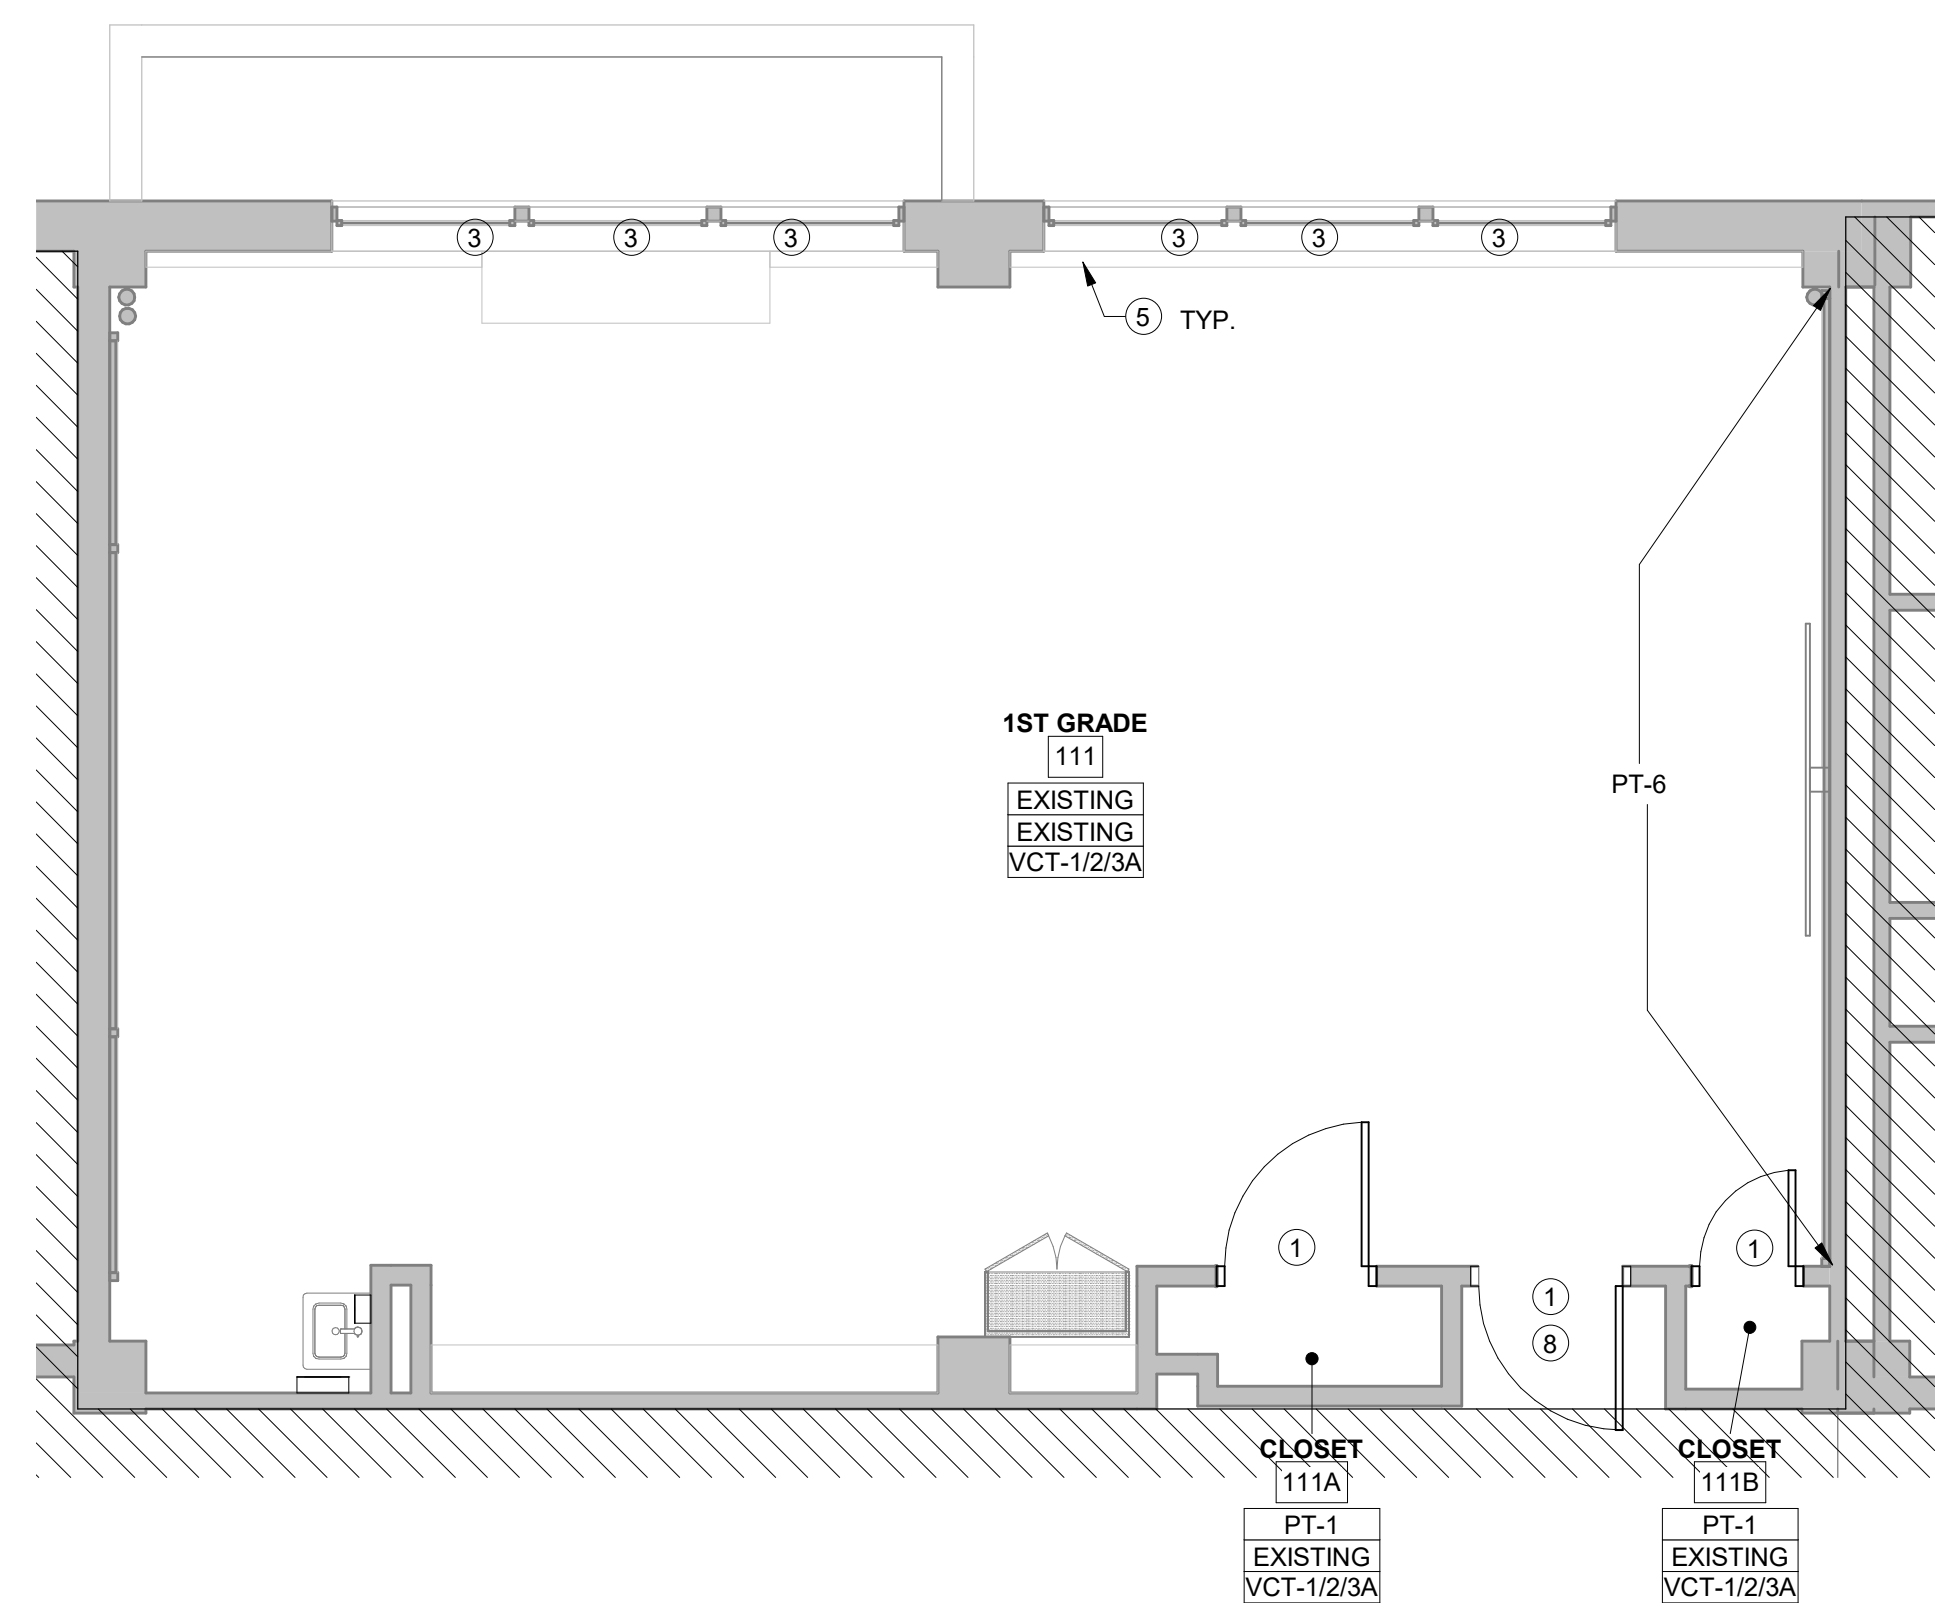 3 3 3 3 3 3
5 TYP.
1ST GRADE
111
EXISTING
EXISTING
VCT-1/2/3A
PT-6
1
1
1
8
CLOSET
111A
PT-1
EXISTING
VCT-1/2/3A
CLOSET
111B
PT-1
EXISTING
VCT-1/2/3A